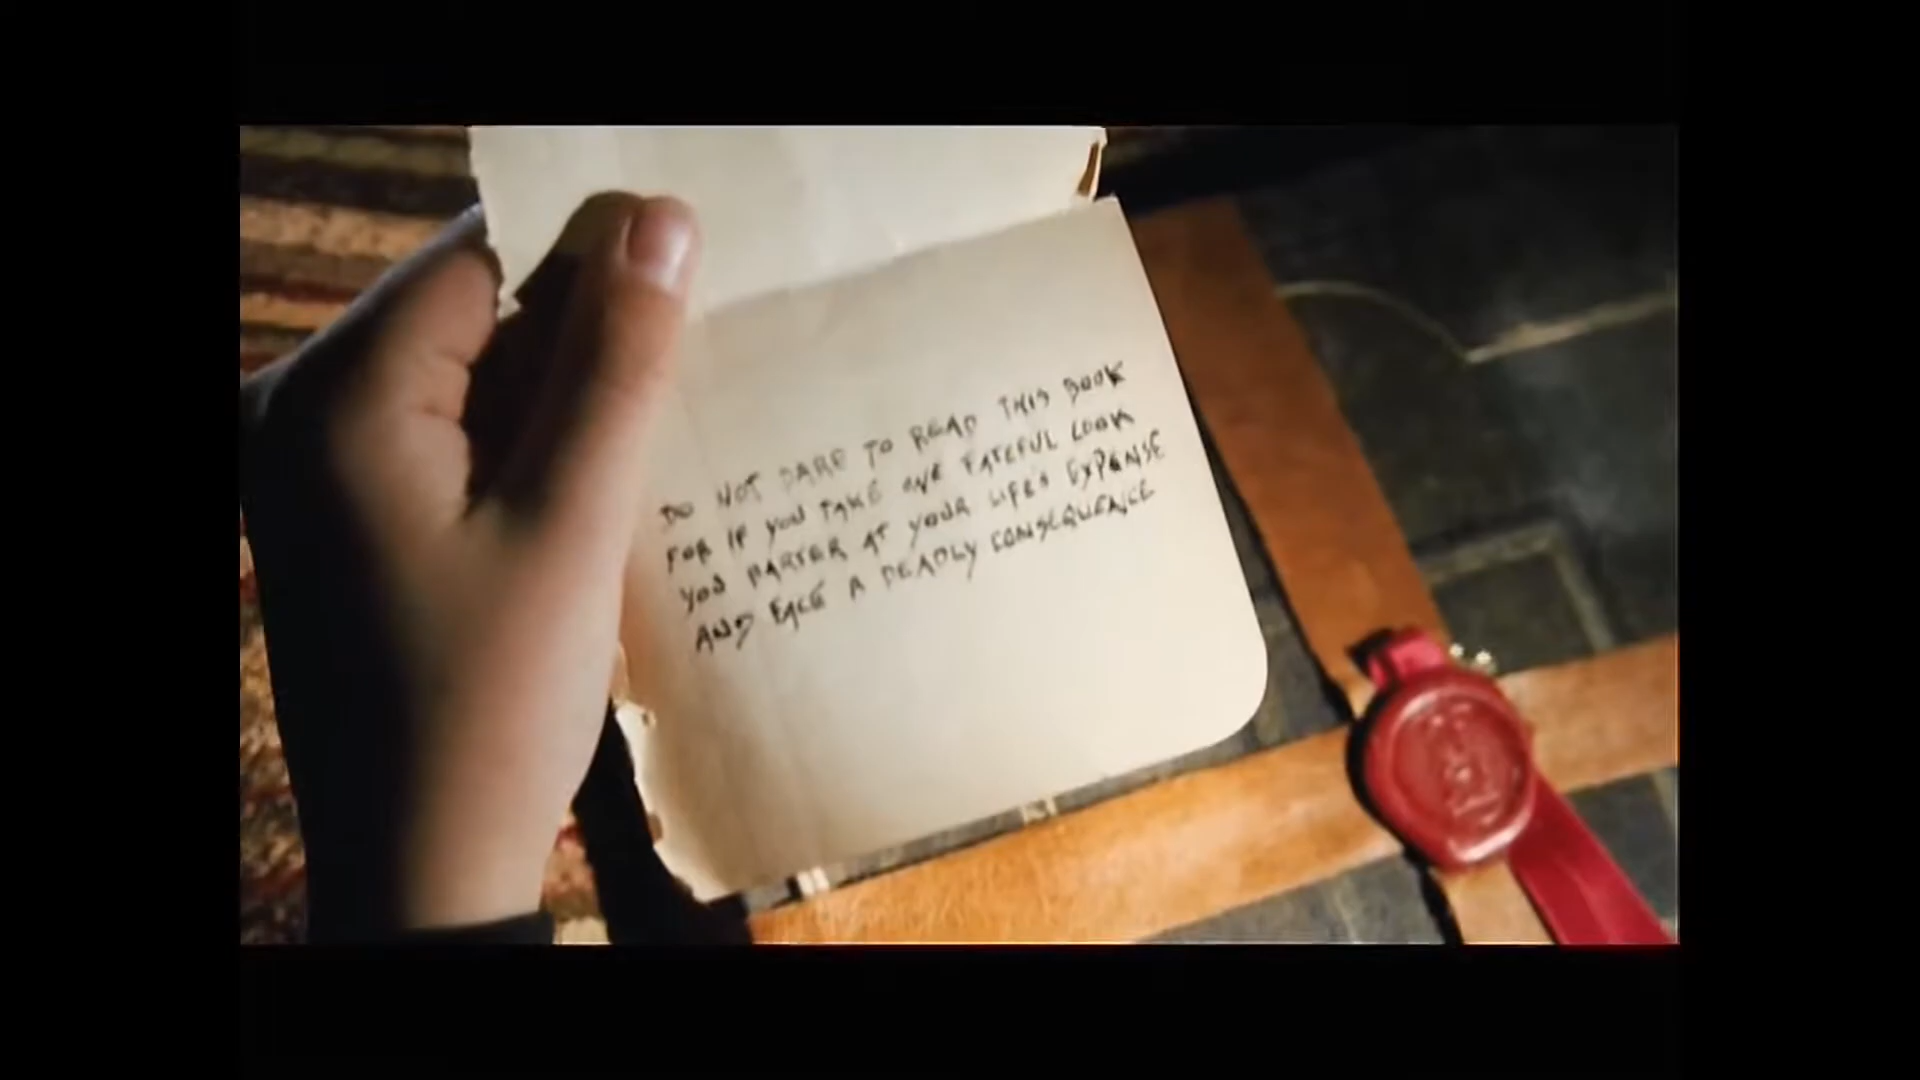 DO NOT DARE TO READ THIS BOOK
FOR IF YOU TAKE ONE FATEFUL LOOK
YOU BARTER AT YOUR LIFE'S EXPENSE
AND FACE A DEADLY CONSEQUENCE